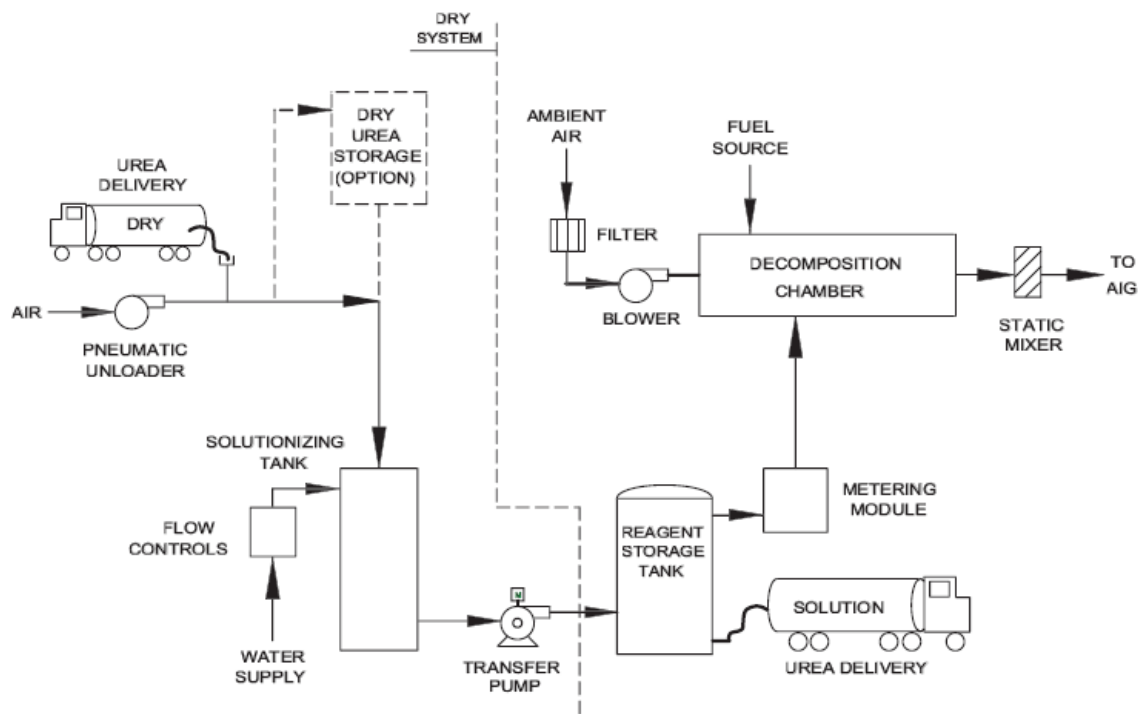 DRY
SYSTEM
DRY
UREA
STORAGE
(OPTION)
AMBIENT
AIR
FUEL
SOURCE
UREA
DELIVERY
DRY
FILTER
DECOMPOSITION
CHAMBER
TO
AIG
AIR
BLOWER
STATIC
MIXER
PNEUMATIC
UNLOADER
SOLUTIONIZING
TANK
METERING
MODULE
FLOW
CONTROLS
REAGENT
STORAGE
TANK
M
SOLUTION
WATER
SUPPLY
TRANSFER
PUMP
UREA DELIVERY